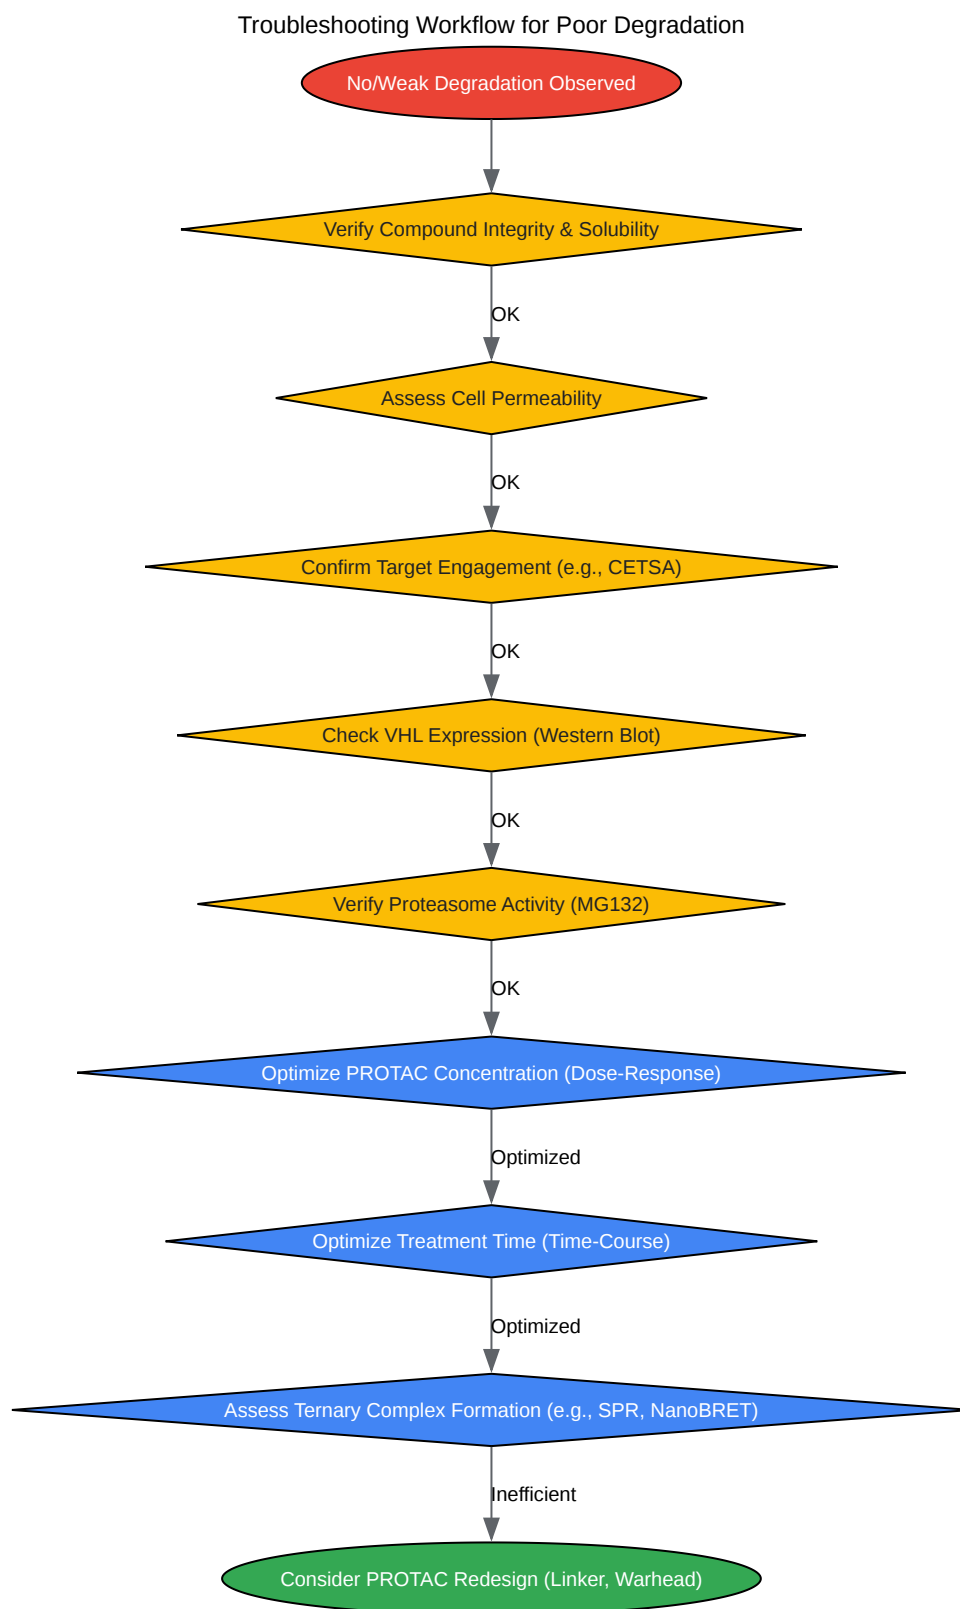 Troubleshooting Workflow for Poor Degradation
No/Weak Degradation Observed
Verify Compound Integrity & Solubility
OK
Assess Cell Permeability
OK
Confirm Target Engagement (e.g., CETSA)
OK
Check VHL Expression (Western Blot)
OK
Verify Proteasome Activity (MG132)
OK
Optimize PROTAC Concentration (Dose-Response)
Optimized
Optimize Treatment Time (Time-Course)
Optimized
Assess Ternary Complex Formation (e.g., SPR, NanoBRET)
Inefficient
Consider PROTAC Redesign (Linker, Warhead)